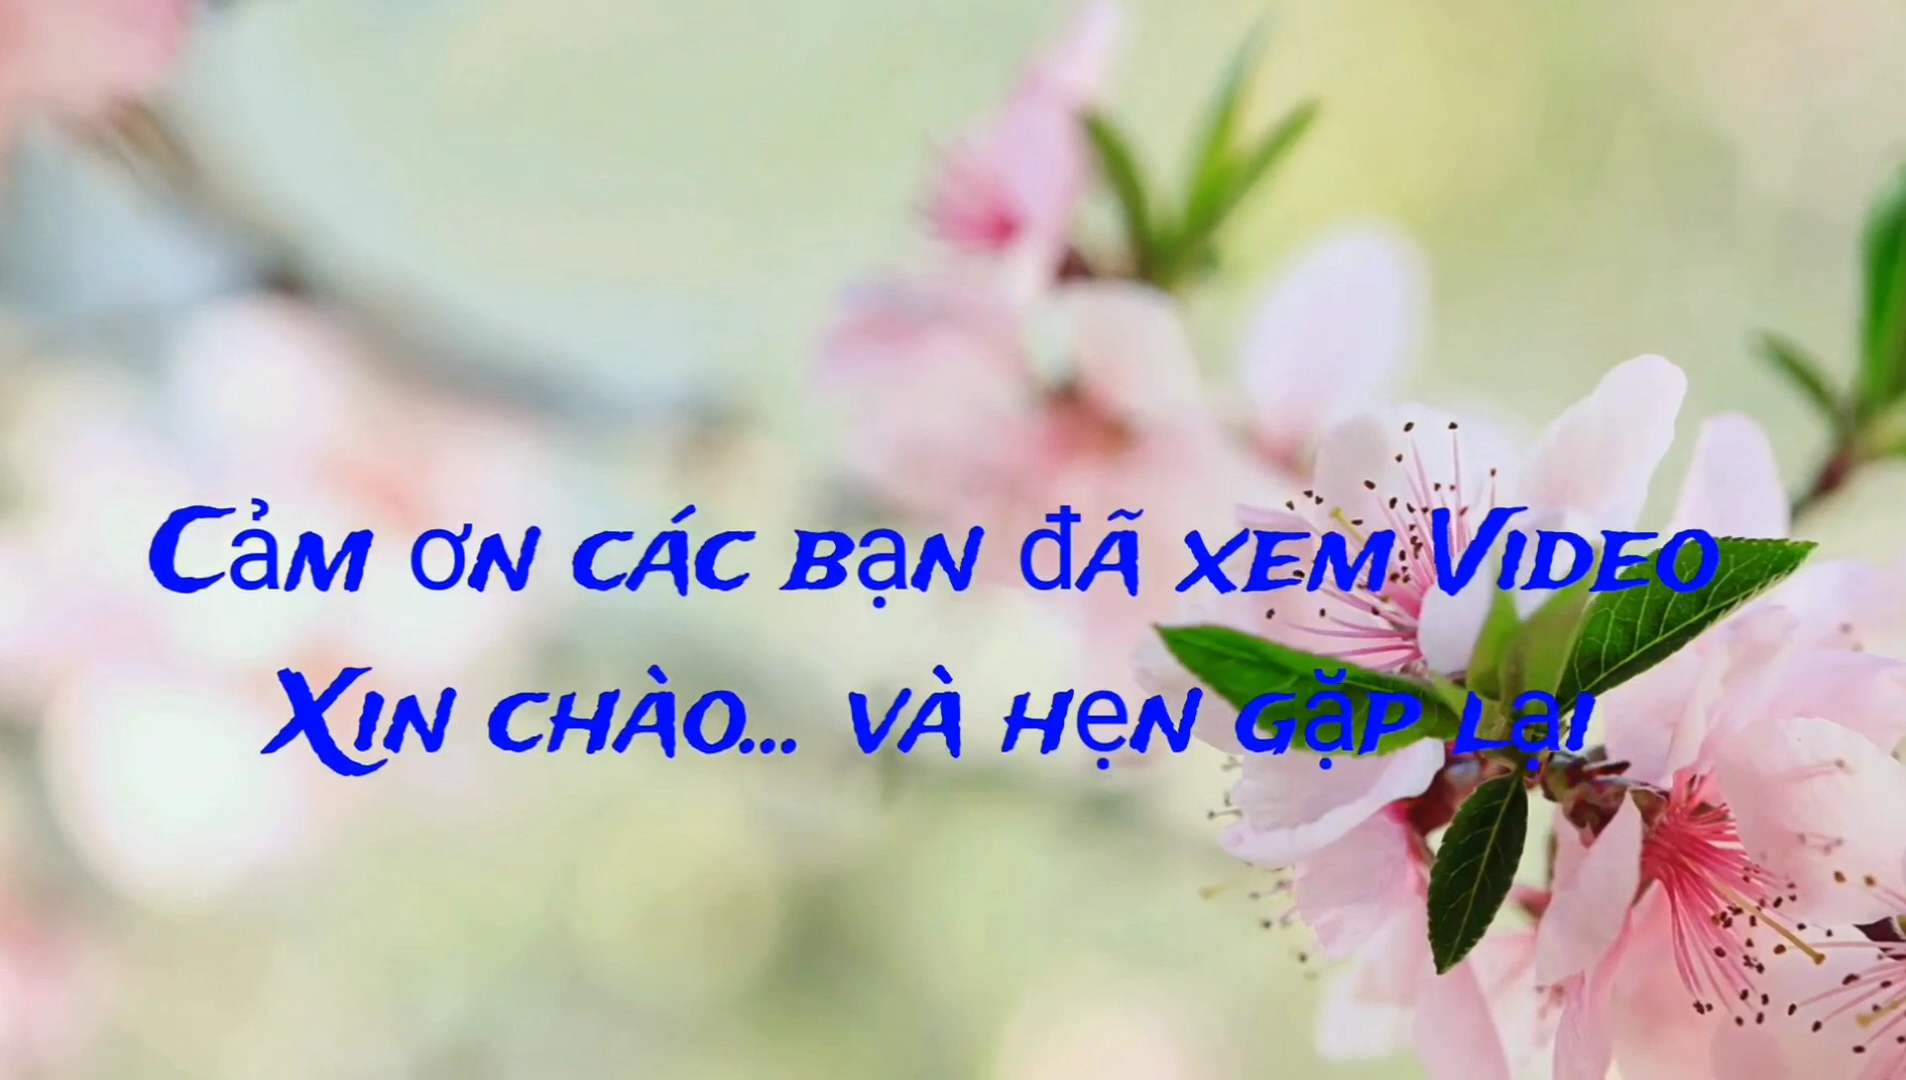 Cảm ơn các bạn đã xem Video
Xin chào... và hẹn gặp lại